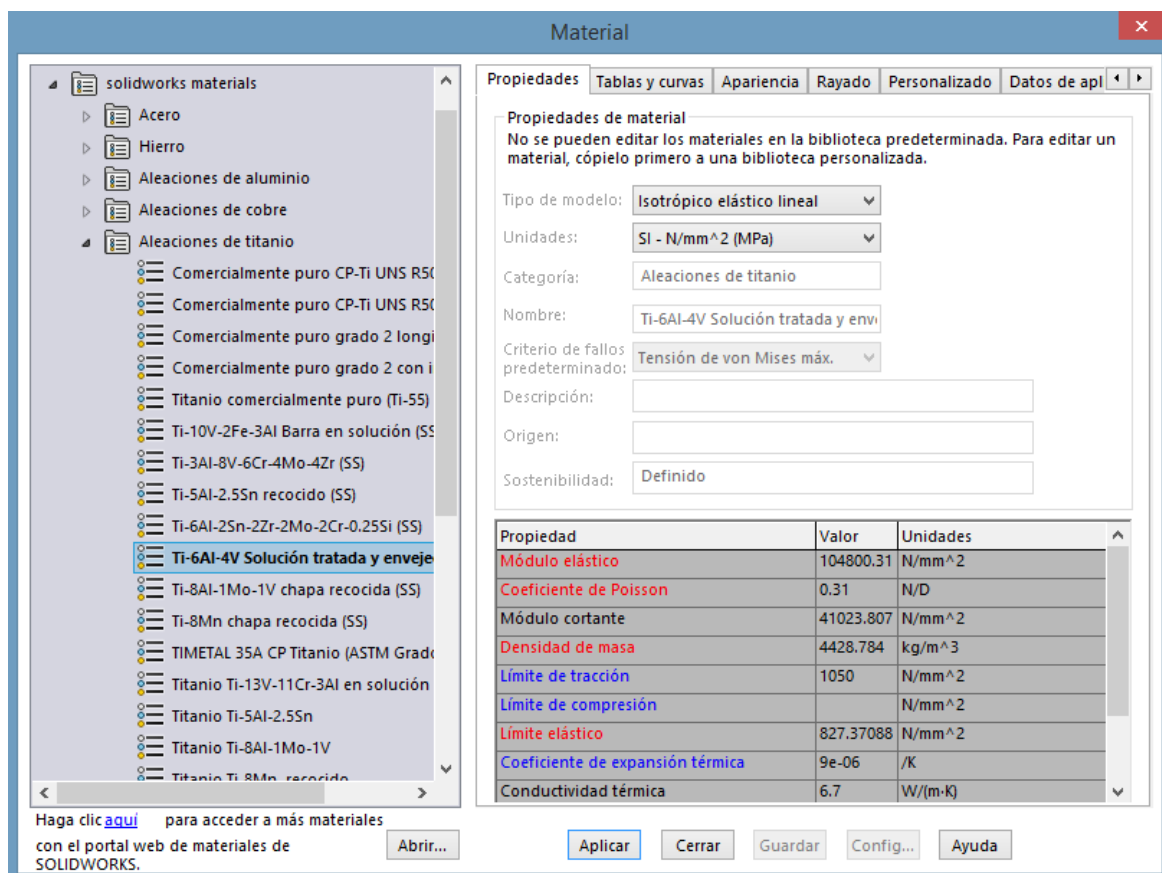 Material
solidworks materials
Acero
Hierro
Aleaciones de aluminio
Aleaciones de cobre
Aleaciones de titanio
Comercialmente puro CP-Ti UNS R50
Comercialmente puro CP-Ti UNS R50
Comercialmente puro grado 2 longi
Comercialmente puro grado 2 con i
Titanio comercialmente puro (Ti-55)
Ti-10V-2Fe-3Al Barra en solución (SS
Ti-3Al-8V-6Cr-4Mo-4Zr (SS)
Ti-5Al-2.5Sn recocido (SS)
Ti-6Al-2Sn-2Zr-2Mo-2Cr-0.25Si (SS)
Ti-6Al-4V Solución tratada y enveje
Ti-8Al-1Mo-1V chapa recocida (SS)
Ti-8Mn chapa recocida (SS)
TIMETAL 35A CP Titanio (ASTM Grado
Titanio Ti-13V-11Cr-3Al en solución
Titanio Ti-5Al-2.5Sn
Titanio Ti-8Al-1Mo-1V
Titanio Ti-8Mn, recocido
Haga clic aquí para acceder a más materiales
con el portal web de materiales de
SOLIDWORKS.
Abrir...
Propiedades Tablas y curvas Apariencia Rayado Personalizado Datos de apl
Propiedades de material
No se pueden editar los materiales en la biblioteca predeterminada. Para editar un
material, cópielo primero a una biblioteca personalizada.
Tipo de modelo: Isotrópico elástico lineal
Unidades: SI - N/mm^2 (MPa)
Categoría: Aleaciones de titanio
Nombre: Ti-6Al-4V Solución tratada y env
Criterio de fallos
predeterminado: Tensión de von Mises máx.
Descripción:
Origen:
Sostenibilidad: Definido
Propiedad Valor Unidades
Módulo elástico 104800.31 N/mm^2
Coeficiente de Poisson 0.31 N/D
Módulo cortante 41023.807 N/mm^2
Densidad de masa 4428.784 kg/m^3
Límite de tracción 1050 N/mm^2
Límite de compresión N/mm^2
Límite elástico 827.37088 N/mm^2
Coeficiente de expansión térmica 9e-06 /K
Conductividad térmica 6.7 W/(m·K)
Aplicar Cerrar Guardar Config... Ayuda